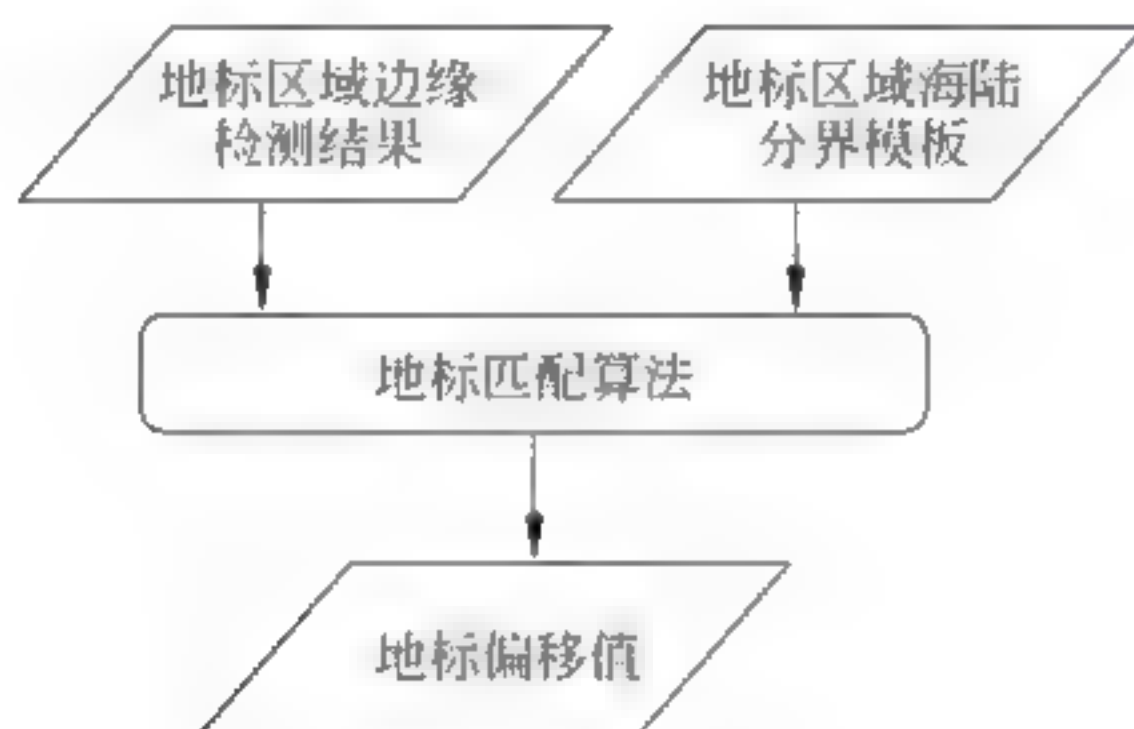 地标区域边缘
检测结果
地标区域海陆
分界模板
地标匹配算法
地标偏移值